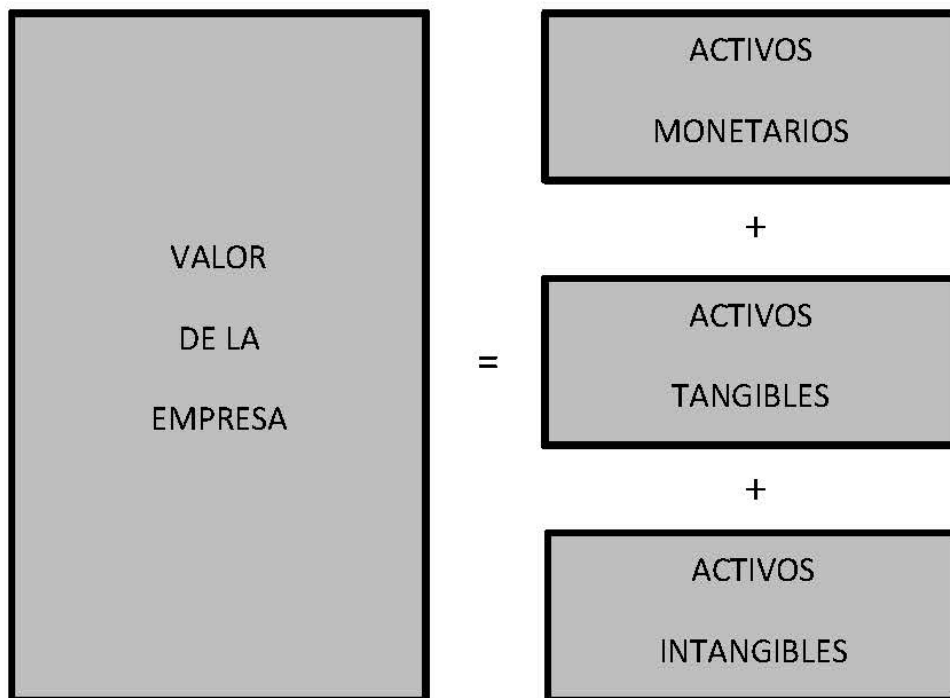 VALOR
DE LA
EMPRESA
=
ACTIVOS
MONETARIOS
+
ACTIVOS
TANGIBLES
+
ACTIVOS
INTANGIBLES